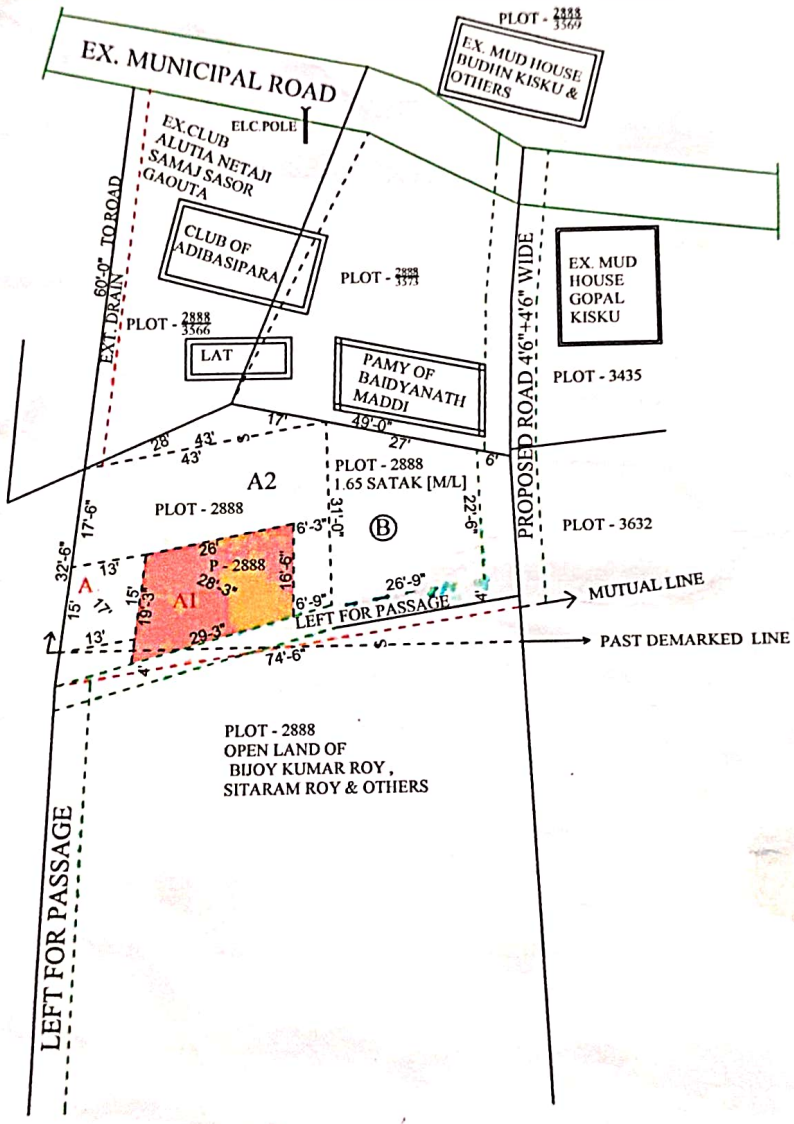 PLOT - 2888/3569
EX. MUD HOUSE
BUDHN KISKU &
OTHERS
EX. MUNICIPAL ROAD
ELC.POLE
EX.CLUB
ALUTIA NETAJI
SAMAJ SASOR
GAOUTA
CLUB OF
ADIBASIPARA
60'-0" TO ROAD
EXT. DRAIN
PLOT - 2888/3573
PLOT - 2888/3566
LAT
PAMY OF
BAIDYANATH
MADDI
PROPOSED ROAD 4'6"+4'6" WIDE
EX. MUD
HOUSE
GOPAL
KISKU
PLOT - 3435
28'
43'
43'
S
17'
49'-0"
27'
6'
A2
PLOT - 2888
PLOT - 2888
1.65 SATAK [M/L]
31'-0"
22'-6"
B
PLOT - 3632
17'-6"
32'-6"
13'
A
15'
17'
13'
26'
6'-3"
P - 2888
28'-3"
16'-6"
15'
19'-3"
A1
29'-3"
6'-9"
26'-9"
4'
LEFT FOR PASSAGE
MUTUAL LINE
PAST DEMARKED LINE
4'
74'-6"
S
PLOT - 2888
OPEN LAND OF
BIJOY KUMAR ROY ,
SITARAM ROY & OTHERS
LEFT FOR PASSAGE